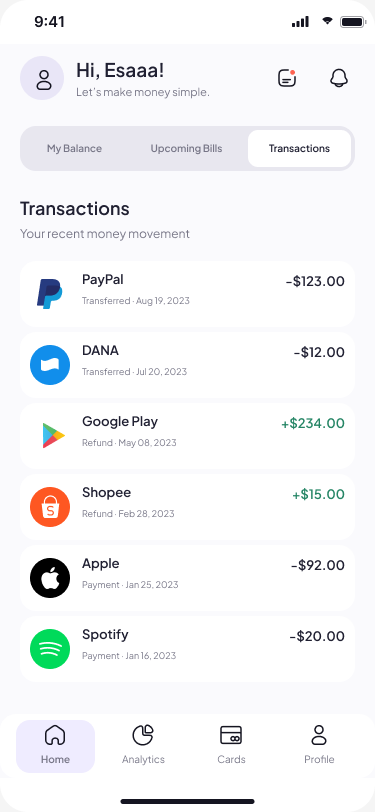 9:41
Hi, Esaaa!
Let's make money simple.
My Balance Upcoming Bills Transactions
Transactions
Your recent money movement
PayPal -$123.00
Transferred · Aug 19, 2023
DANA -$12.00
Transferred · Jul 20, 2023
Google Play +$234.00
Refund · May 08, 2023
Shopee +$15.00
Refund · Feb 28, 2023
Apple -$92.00
Payment · Jan 25, 2023
Spotify -$20.00
Payment · Jan 16, 2023
Home Analytics Cards Profile